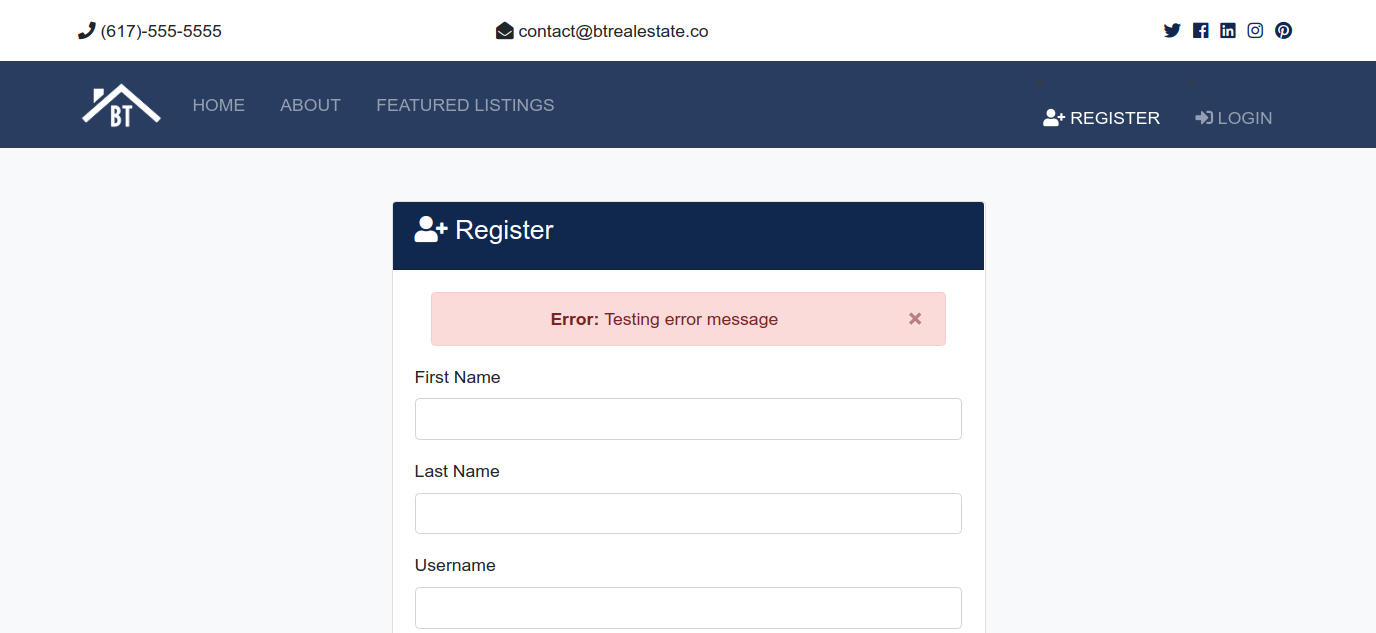 (617)-555-5555 contact@btrealestate.co
BT HOME ABOUT FEATURED LISTINGS REGISTER LOGIN
Register
Error: Testing error message ×
First Name
Last Name
Username